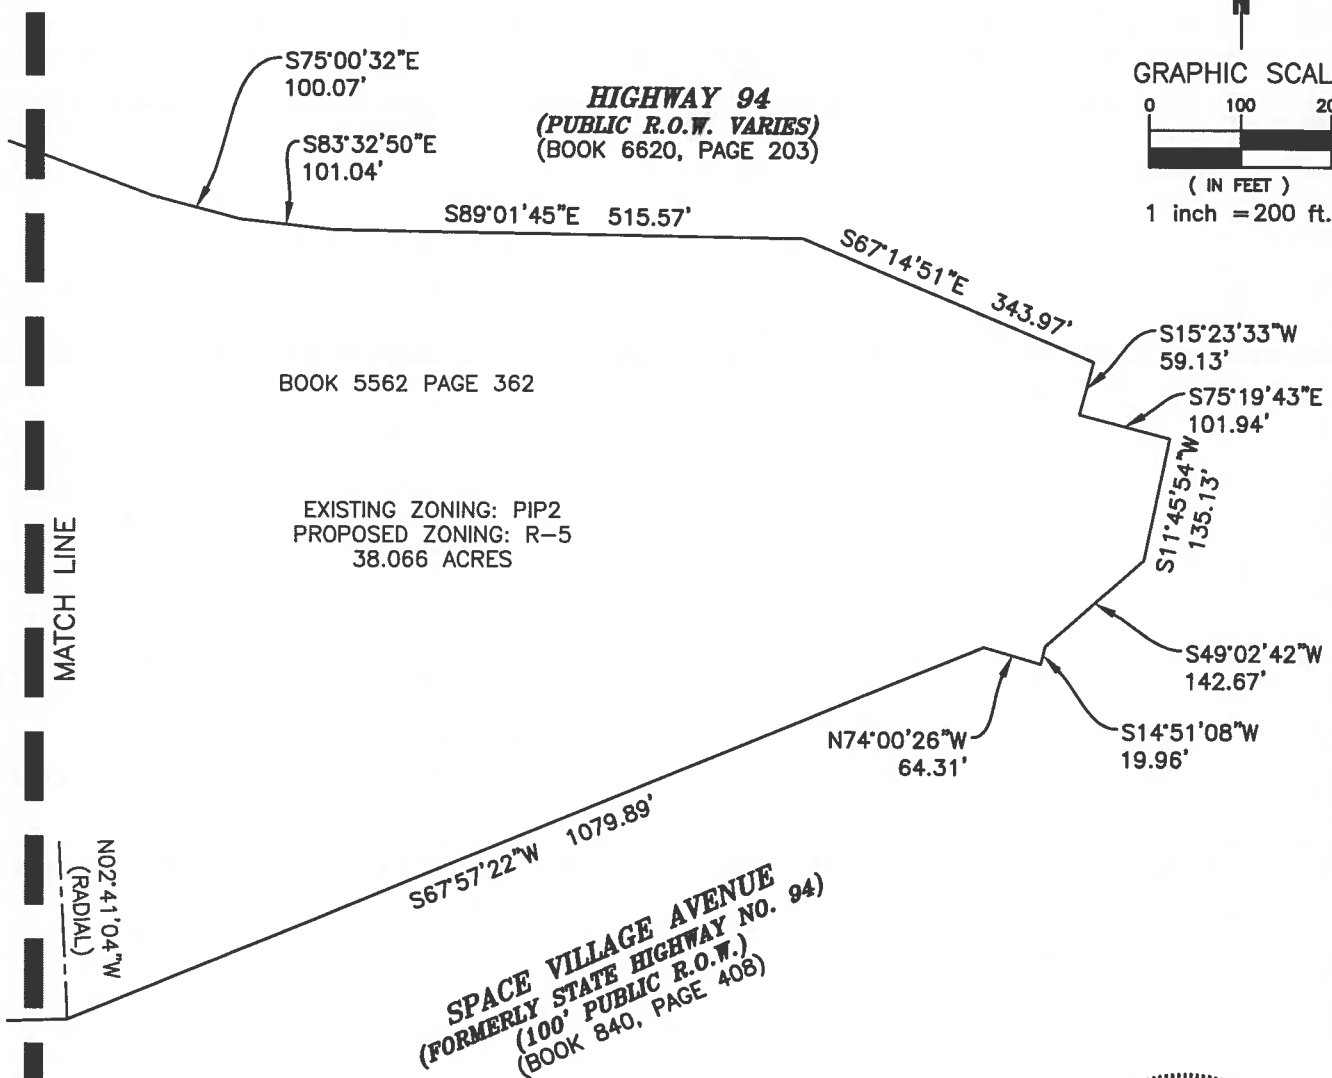 S75°00'32"E
100.07'
S83°32'50"E
101.04'
HIGHWAY 94
(PUBLIC R.O.W. VARIES)
(BOOK 6620, PAGE 203)
GRAPHIC SCAL
0 100 20
( IN FEET )
1 inch = 200 ft.
S89°01'45"E 515.57'
S67°14'51"E 343.97'
S15°23'33"W
59.13'
S75°19'43"E
101.94'
BOOK 5562 PAGE 362
S11°45'54"W
135.13'
EXISTING ZONING: PIP2
PROPOSED ZONING: R-5
38.066 ACRES
MATCH LINE
S49°02'42"W
142.67'
S14°51'08"W
19.96'
N74°00'26"W
64.31'
S67°57'22"W 1079.89'
N02°41'04"W
(RADIAL)
SPACE VILLAGE AVENUE
(FORMERLY STATE HIGHWAY NO. 94)
(100' PUBLIC R.O.W.)
(BOOK 840, PAGE 408)